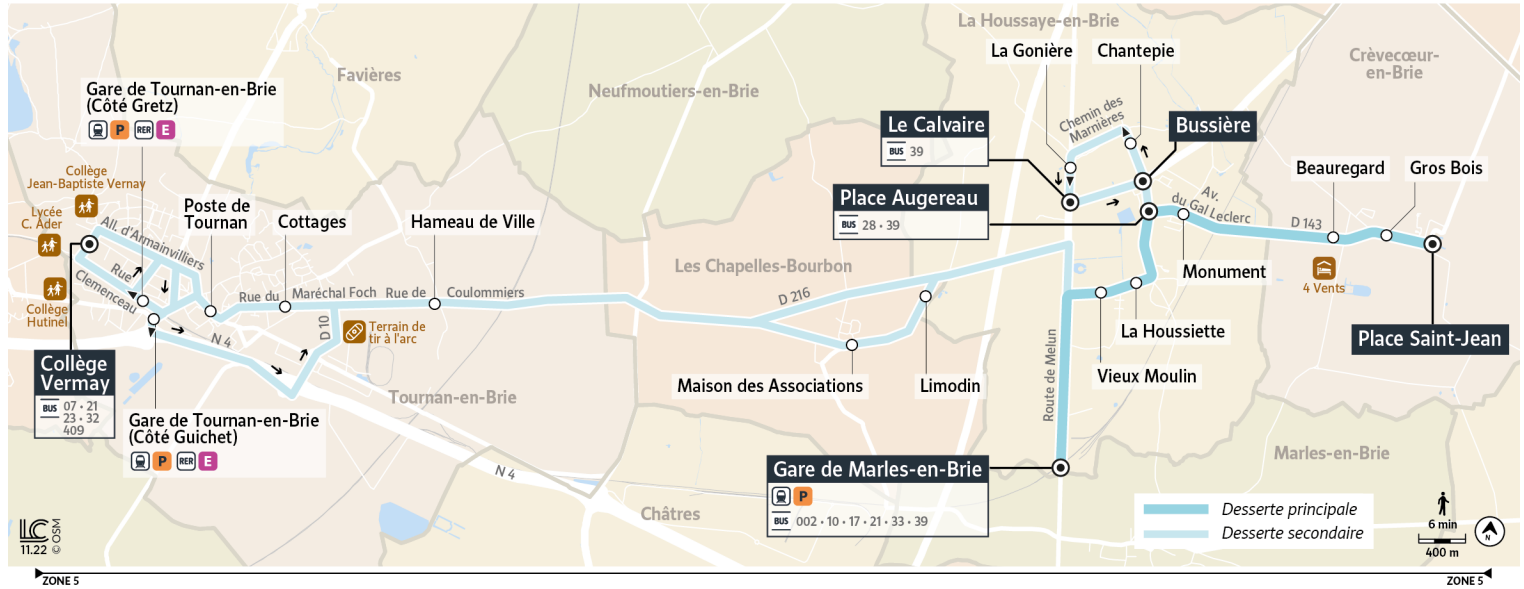 La Houssaye-en-Brie
La Gonière
Chantepie
Crèvecœur-
en-Brie
Favières
Neufmoutiers-en-Brie
Gare de Tournan-en-Brie
(Côté Gretz)
P RER E
Chemin des
Marnières
Le Calvaire
BUS 39
Bussière
Collège
Jean-Baptiste Vernay
Lycée
C. Ader
Poste de
Tournan
Cottages
Hameau de Ville
Place Augereau
BUS 28 • 39
Beauregard
Gros Bois
Av.
du Gal Leclerc
D 143
All. d'Armainvilliers
Rue
Clemenceau
Collège
Hutinel
Rue du Maréchal Foch
Rue de Coulommiers
Les Chapelles-Bourbon
D 216
Monument
4 Vents
N 4
D 10
Terrain de
tir à l'arc
La Houssiette
Place Saint-Jean
Collège
Vermay
BUS 07 • 21
23 • 32
409
Maison des Associations
Limodin
Route de Melun
Vieux Moulin
Tournan-en-Brie
Gare de Tournan-en-Brie
(Côté Guichet)
P RER E
N 4
Gare de Marles-en-Brie
P
BUS 002 • 10 • 17 • 21 • 33 • 39
Marles-en-Brie
Châtres
Desserte principale
Desserte secondaire
6 min
400 m
N
LC
11.22
© OSM
ZONE 5
ZONE 5